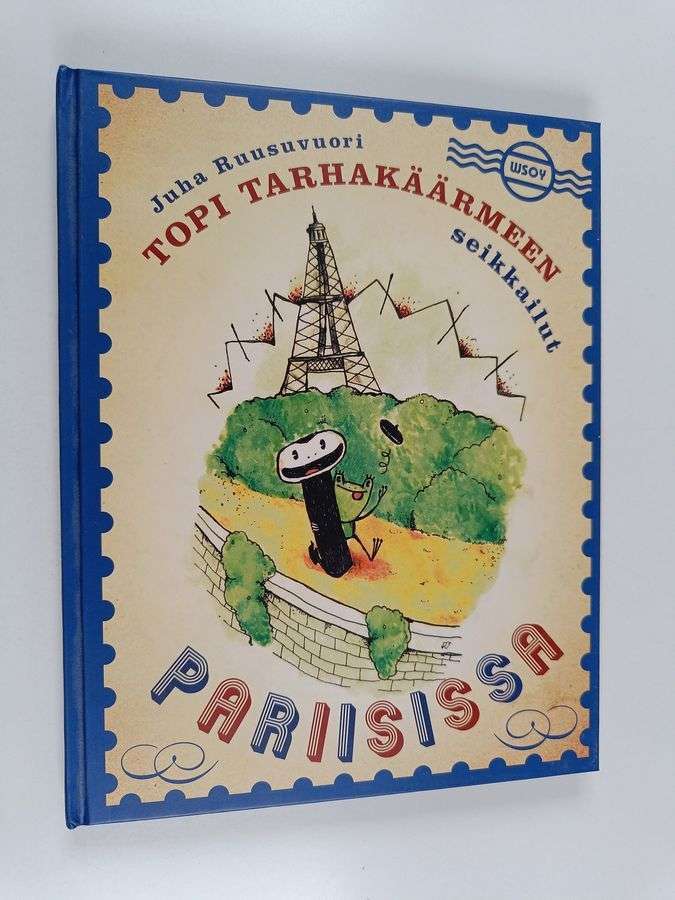 Juha Ruusuvuori
TOPI TARHAKÄÄRMEEN
seikkailut
WSOY
PARIISISSA